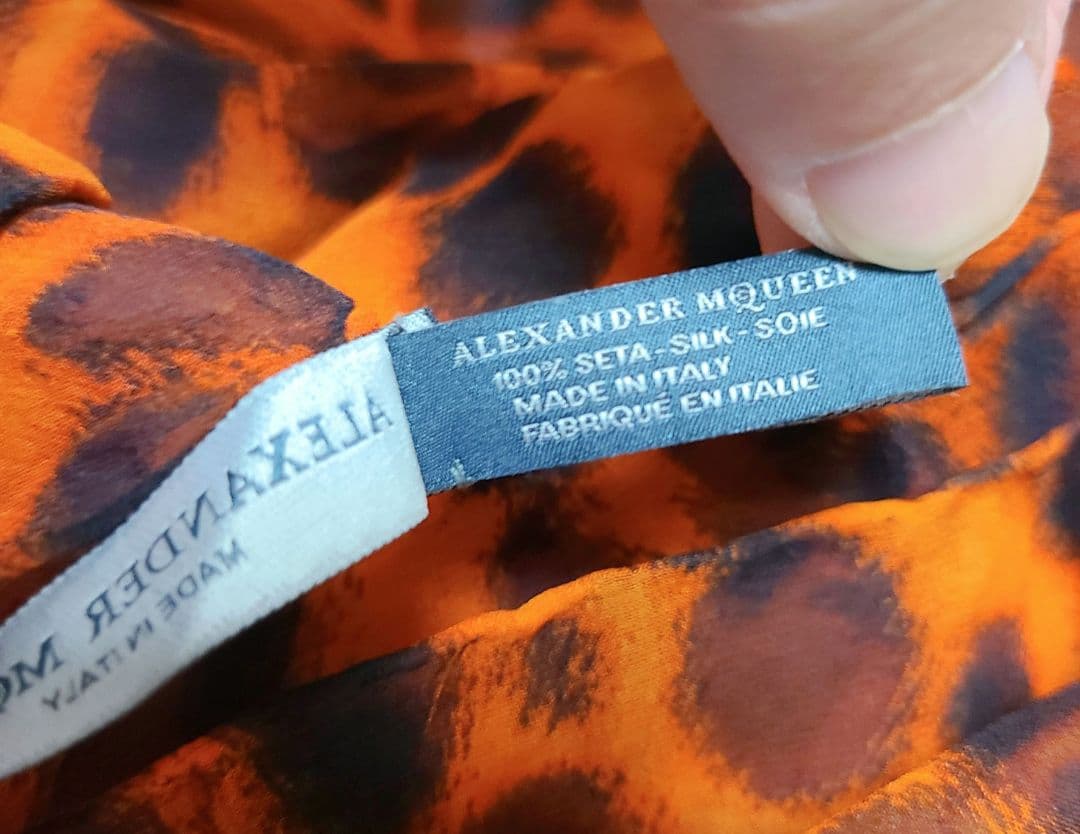 ALEXANDER MQUEEN
100% SETA - SILK - SOIE
MADE IN ITALY
FABRIQUÉ EN ITALIE
ALEXANDER MQ
MADE IN ITALY